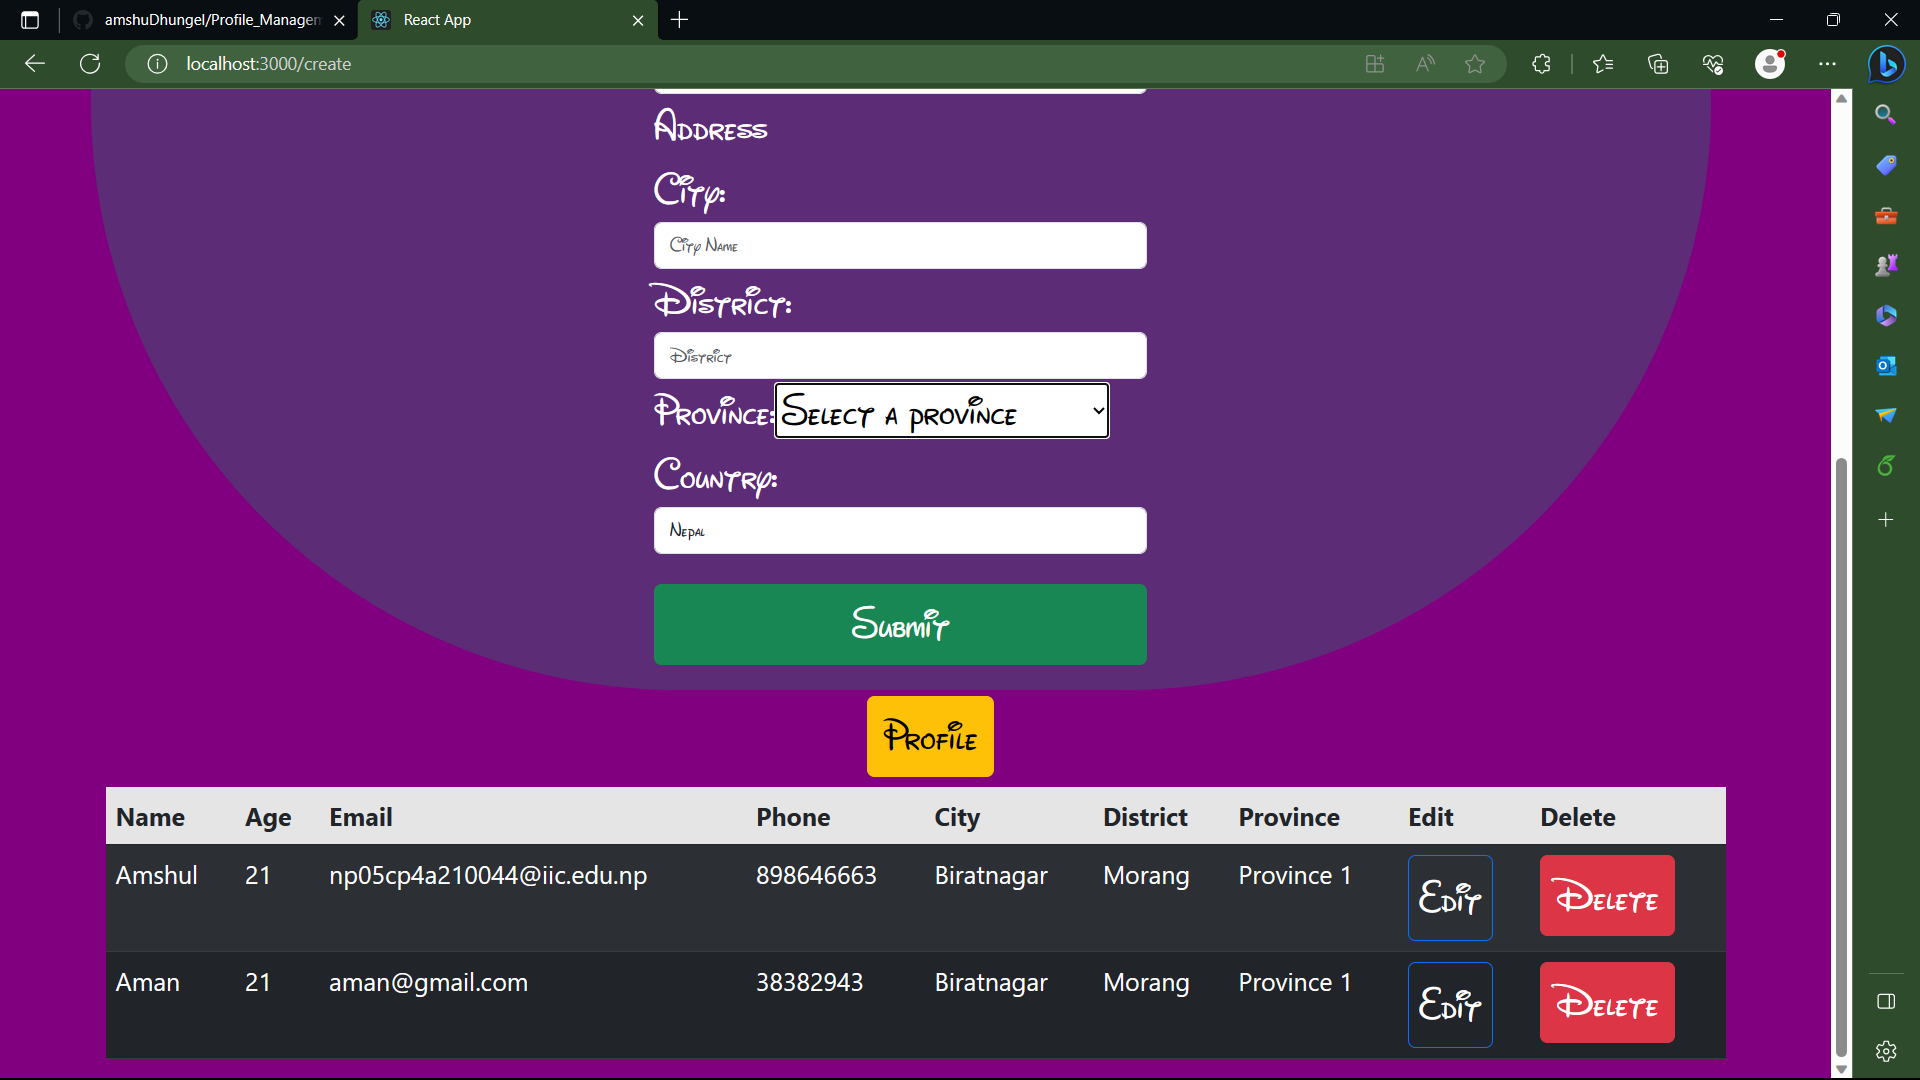 amshuDhungel/Profile_Managem
React App
localhost:3000/create
Address
City:
City Name
District:
District
Province: Select a province
Country:
Nepal
Submit
Profile
Name Age Email Phone City District Province Edit Delete
Amshul 21 np05cp4a210044@iic.edu.np 898646663 Biratnagar Morang Province 1 Edit Delete
Aman 21 aman@gmail.com 38382943 Biratnagar Morang Province 1 Edit Delete